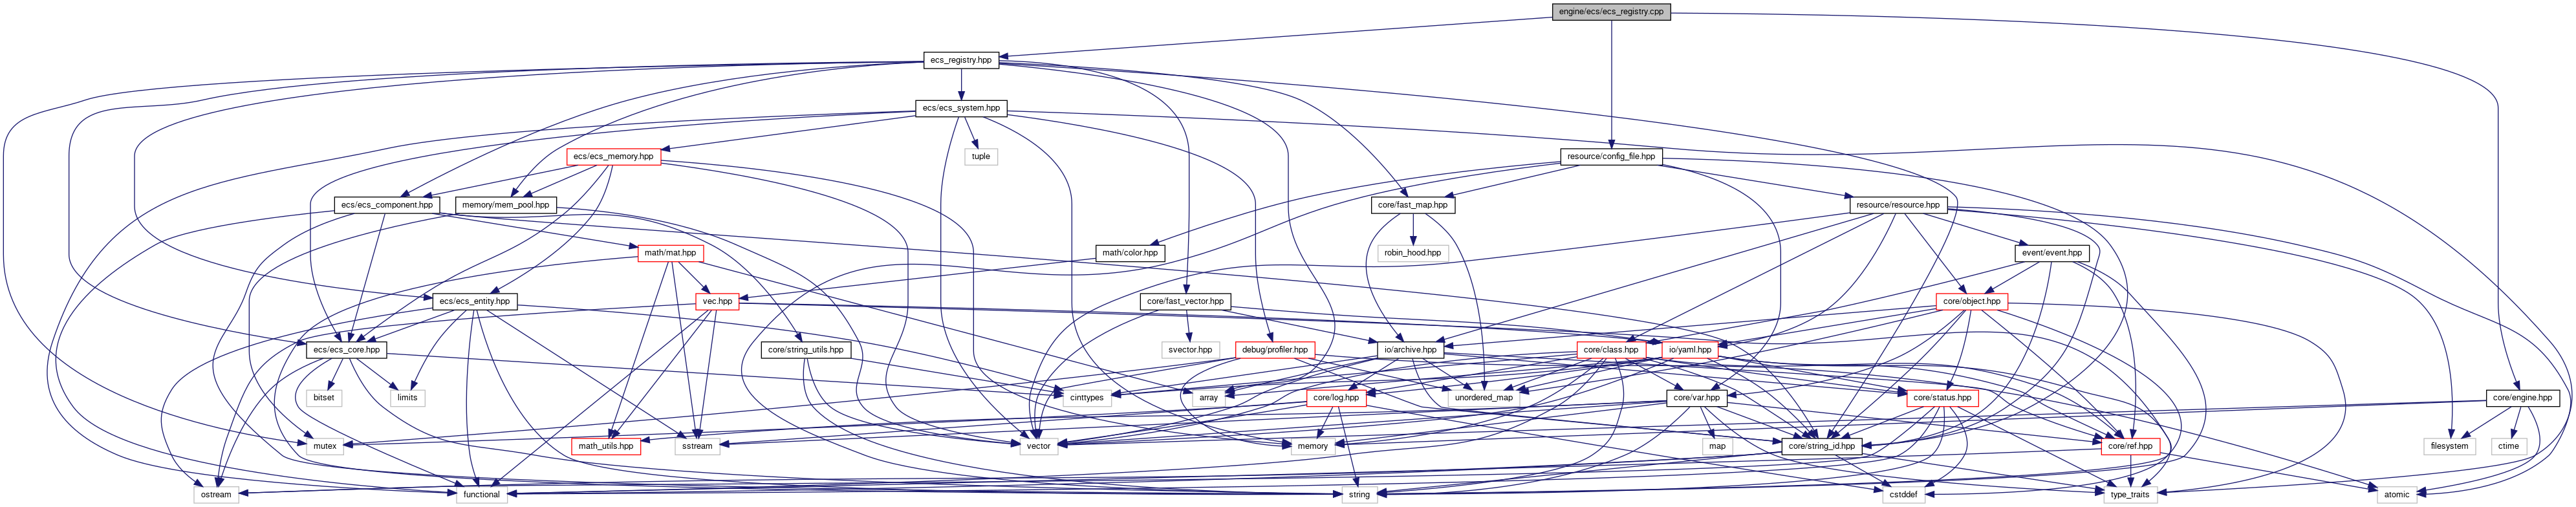 engine/ecs/ecs_registry.cpp
ecs_registry.hpp
ecs/ecs_system.hpp
ecs/ecs_memory.hpp
tuple
resource/config_file.hpp
ecs/ecs_component.hpp
memory/mem_pool.hpp
core/fast_map.hpp
resource/resource.hpp
math/mat.hpp
math/color.hpp
robin_hood.hpp
event/event.hpp
ecs/ecs_entity.hpp
vec.hpp
core/fast_vector.hpp
core/object.hpp
ecs/ecs_core.hpp
core/string_utils.hpp
svector.hpp
debug/profiler.hpp
io/archive.hpp
core/class.hpp
io/yaml.hpp
bitset
limits
cinttypes
array
core/log.hpp
unordered_map
core/var.hpp
core/status.hpp
core/engine.hpp
mutex
math_utils.hpp
sstream
vector
memory
map
core/string_id.hpp
core/ref.hpp
filesystem
ctime
ostream
functional
string
cstddef
type_traits
atomic